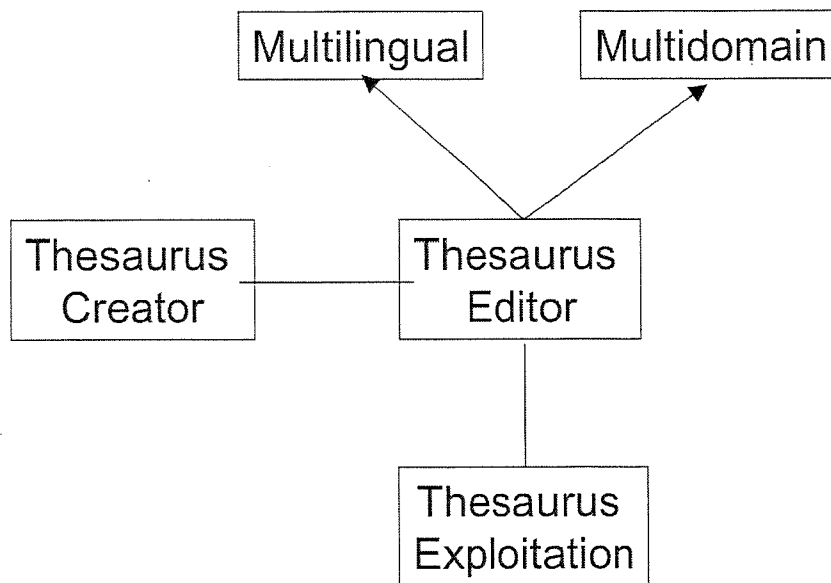 Multilingual
Multidomain
Thesaurus
Creator
Thesaurus
Editor
Thesaurus
Exploitation